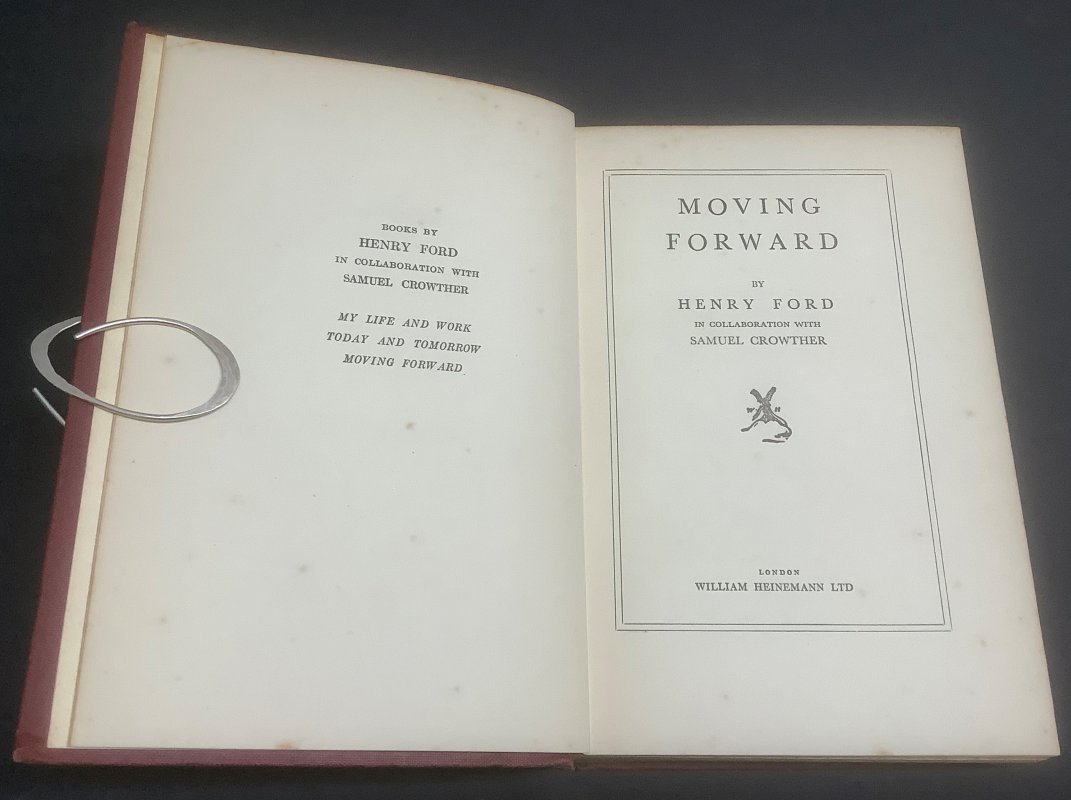 BOOKS BY
HENRY FORD
IN COLLABORATION WITH
SAMUEL CROWTHER
MY LIFE AND WORK
TODAY AND TOMORROW
MOVING FORWARD
MOVING
FORWARD
BY
HENRY FORD
IN COLLABORATION WITH
SAMUEL CROWTHER
W H
LONDON
WILLIAM HEINEMANN LTD